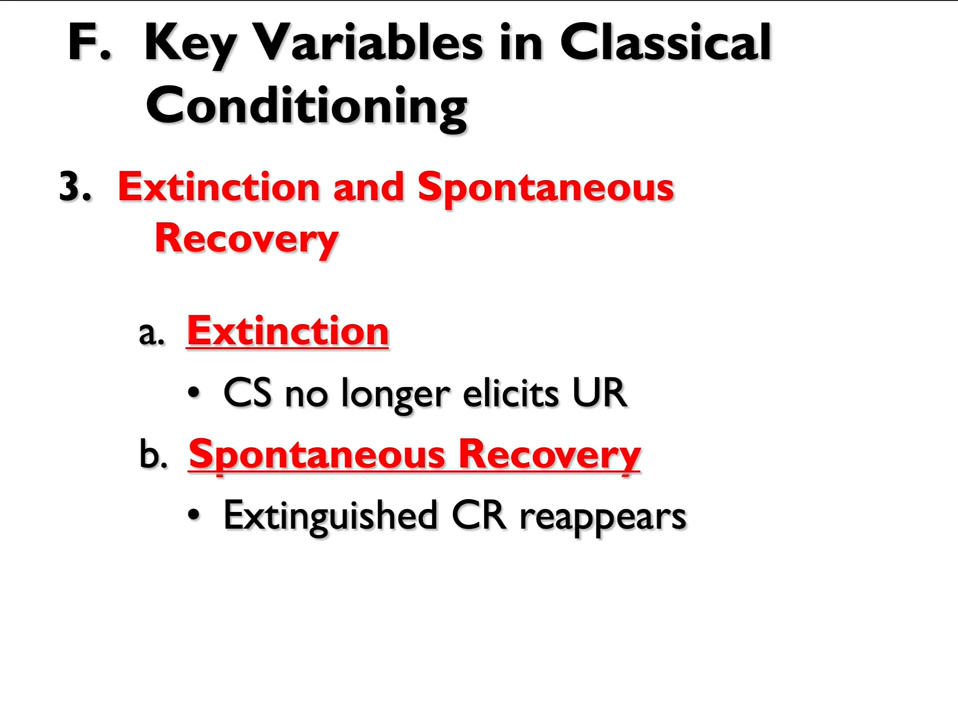 F. Key Variables in Classical
Conditioning
3. Extinction and Spontaneous
Recovery
a. Extinction
• CS no longer elicits UR
b. Spontaneous Recovery
• Extinguished CR reappears